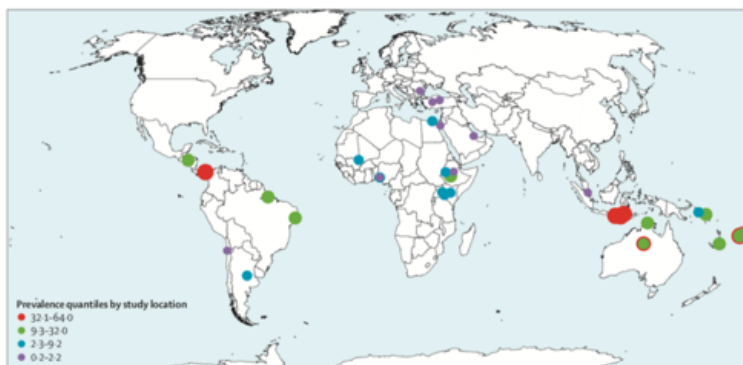 Prevalence quantiles by study location
32·1–64·0
9·3–32·0
2·3–9·2
0·2–2·2